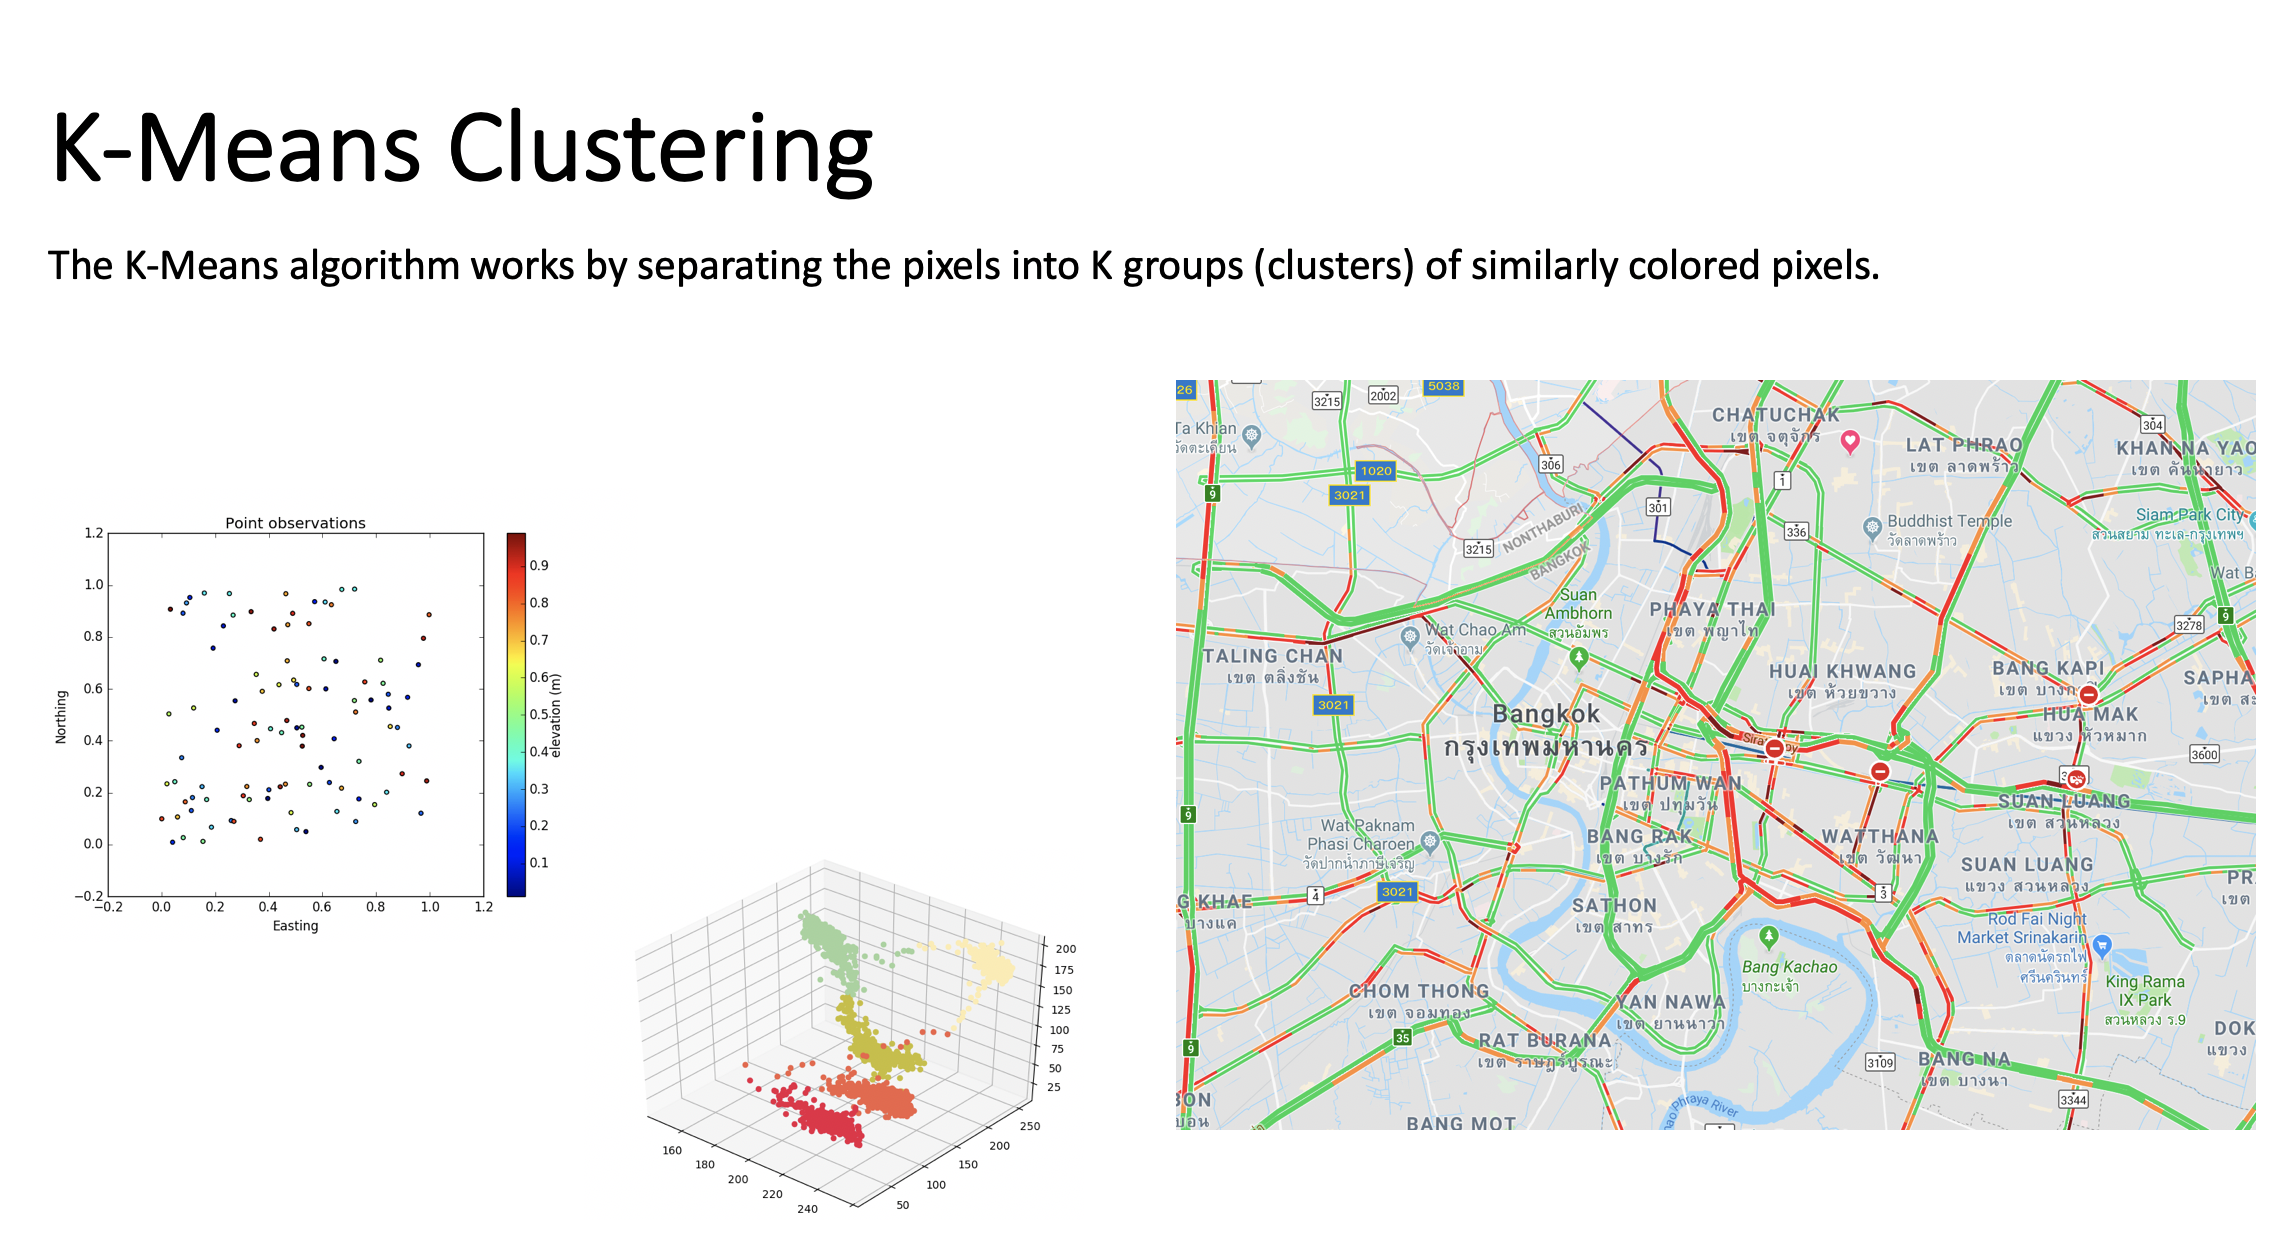 K-Means Clustering
The K-Means algorithm works by separating the pixels into K groups (clusters) of similarly colored pixels.
Point observations
1.2
1.0
0.8
0.6
0.4
0.2
0.0
−0.2
Northing
−0.2
0.0
0.2
0.4
0.6
0.8
1.0
1.2
Easting
0.9
0.8
0.7
0.6
0.5
0.4
0.3
0.2
0.1
elevation (m)
200
175
150
125
100
75
50
25
160
180
200
220
240
50
100
150
200
250
26
3215
2002
5038
CHATUCHAK
เขต จตุจักร
304
Ta Khian
วัดตะเคียน
LAT PHRAO
เขต ลาดพร้าว
KHAN NA YAO
เขต คันนายาว
306
1020
3021
9
1
301
336
Buddhist Temple
วัดลาดพร้าว
Siam Park City
สวนสยาม ทะเล-กรุงเทพฯ
NONTHABURI
BANGKOK
3215
Wat B
Suan
Ambhorn
สวนอัมพร
PHAYA THAI
เขต พญาไท
9
3278
Wat Chao Am
วัดเจ้าอาม
TALING CHAN
เขต ตลิ่งชัน
HUAI KHWANG
เขต ห้วยขวาง
BANG KAPI
SAPHA
3021
Bangkok
กรุงเทพมหานคร
HUA MAK
แขวง หัวหมาก
3600
PATHUM WAN
เขต ปทุมวัน
SUAN LUANG
เขต สวนหลวง
9
Wat Paknam
Phasi Charoen
วัดปากน้ำภาษีเจริญ
BANG RAK
เขต บางรัก
WATTHANA
เขต วัฒนา
SUAN LUANG
แขวง สวนหลวง
3021
4
3
G KHAE
บางแค
PR
เขต
SATHON
เขต สาทร
Rod Fai Night
Market Srinakarin
ตลาดนัดรถไฟ
ศรีนครินทร์
Bang Kachao
บางกะเจ้า
King Rama
IX Park
สวนหลวง ร.9
CHOM THONG
เขต จอมทอง
YAN NAWA
เขต ยานนาวา
35
9
RAT BURANA
เขต ราษฎร์บูรณะ
DOK
แขวง
BANG NA
เขต บางนา
3109
3344
BANG MOT
Phraya River